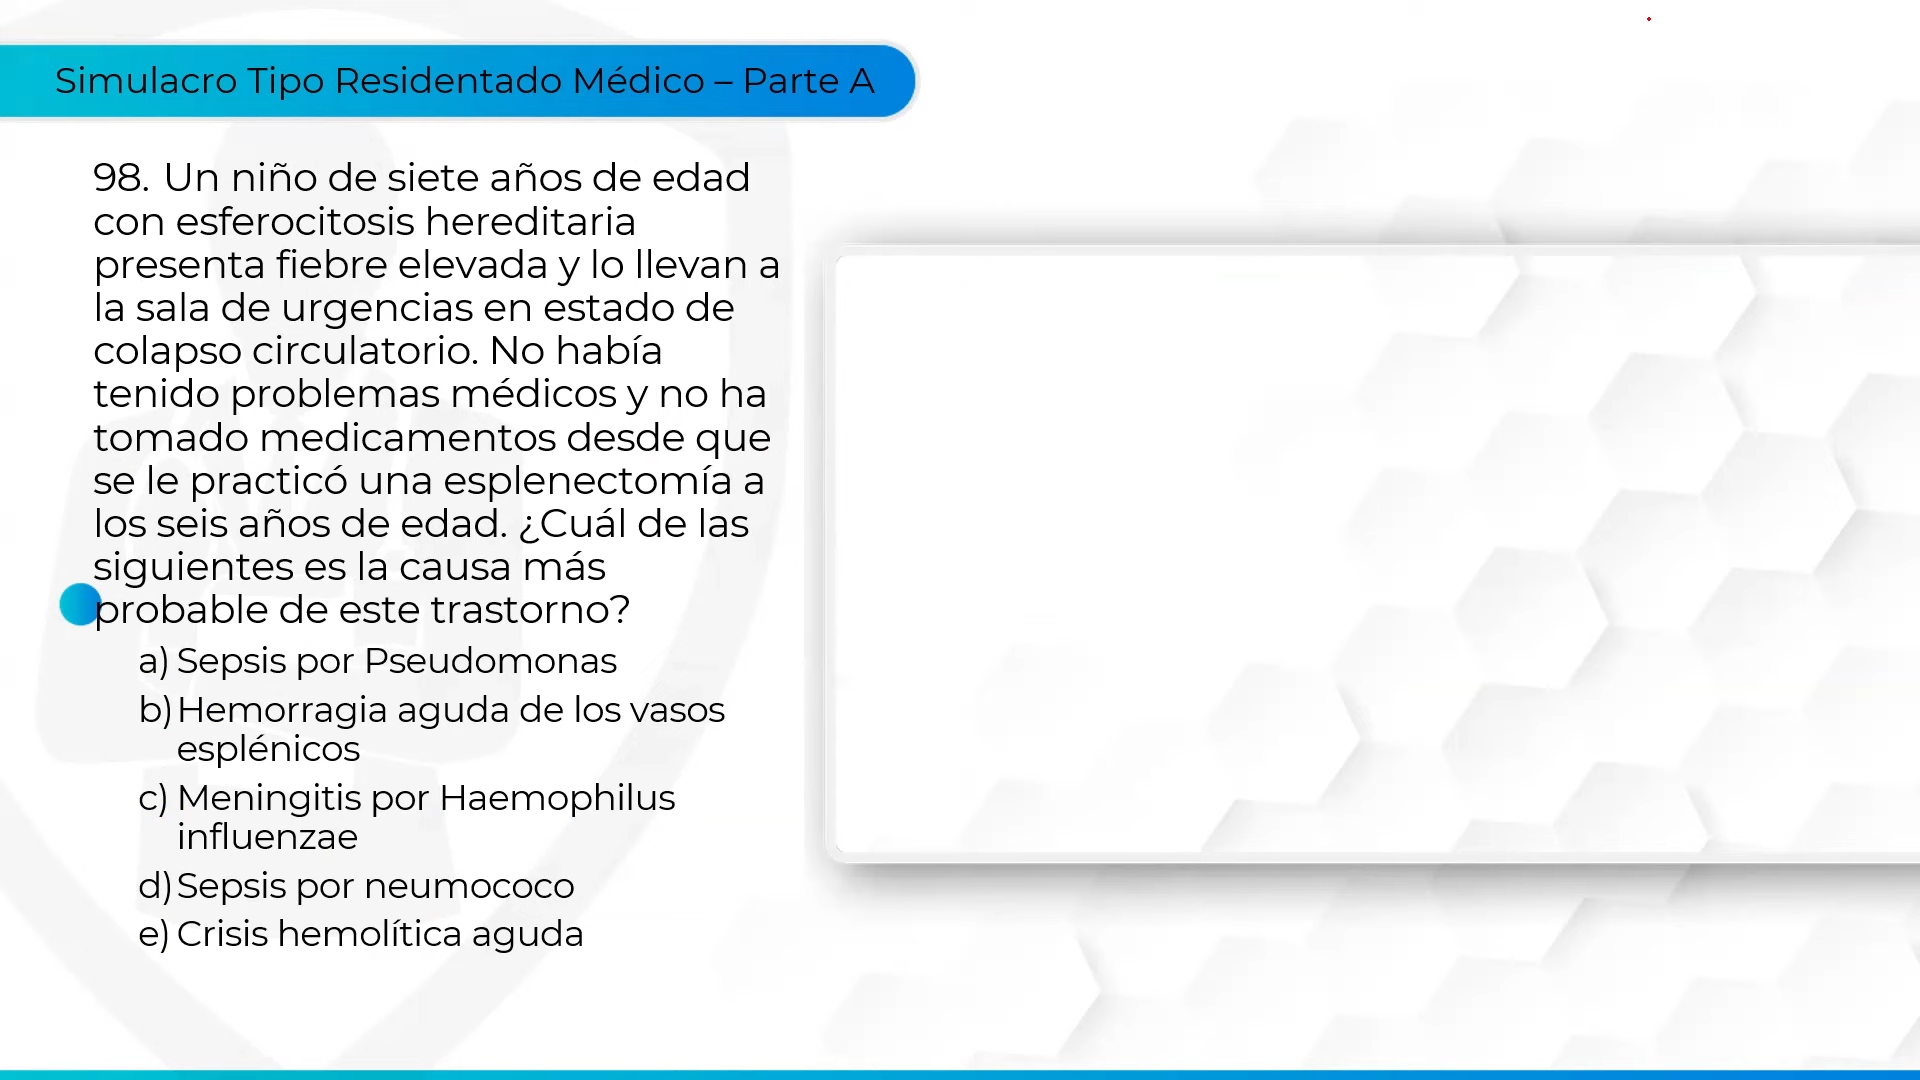 Simulacro Tipo Residentado Médico – Parte A
98. Un niño de siete años de edad
con esferocitosis hereditaria
presenta fiebre elevada y lo llevan a
la sala de urgencias en estado de
colapso circulatorio. No había
tenido problemas médicos y no ha
tomado medicamentos desde que
se le practicó una esplenectomía a
los seis años de edad. ¿Cuál de las
siguientes es la causa más
probable de este trastorno?
a) Sepsis por Pseudomonas
b) Hemorragia aguda de los vasos
esplénicos
c) Meningitis por Haemophilus
influenzae
d) Sepsis por neumococo
e) Crisis hemolítica aguda